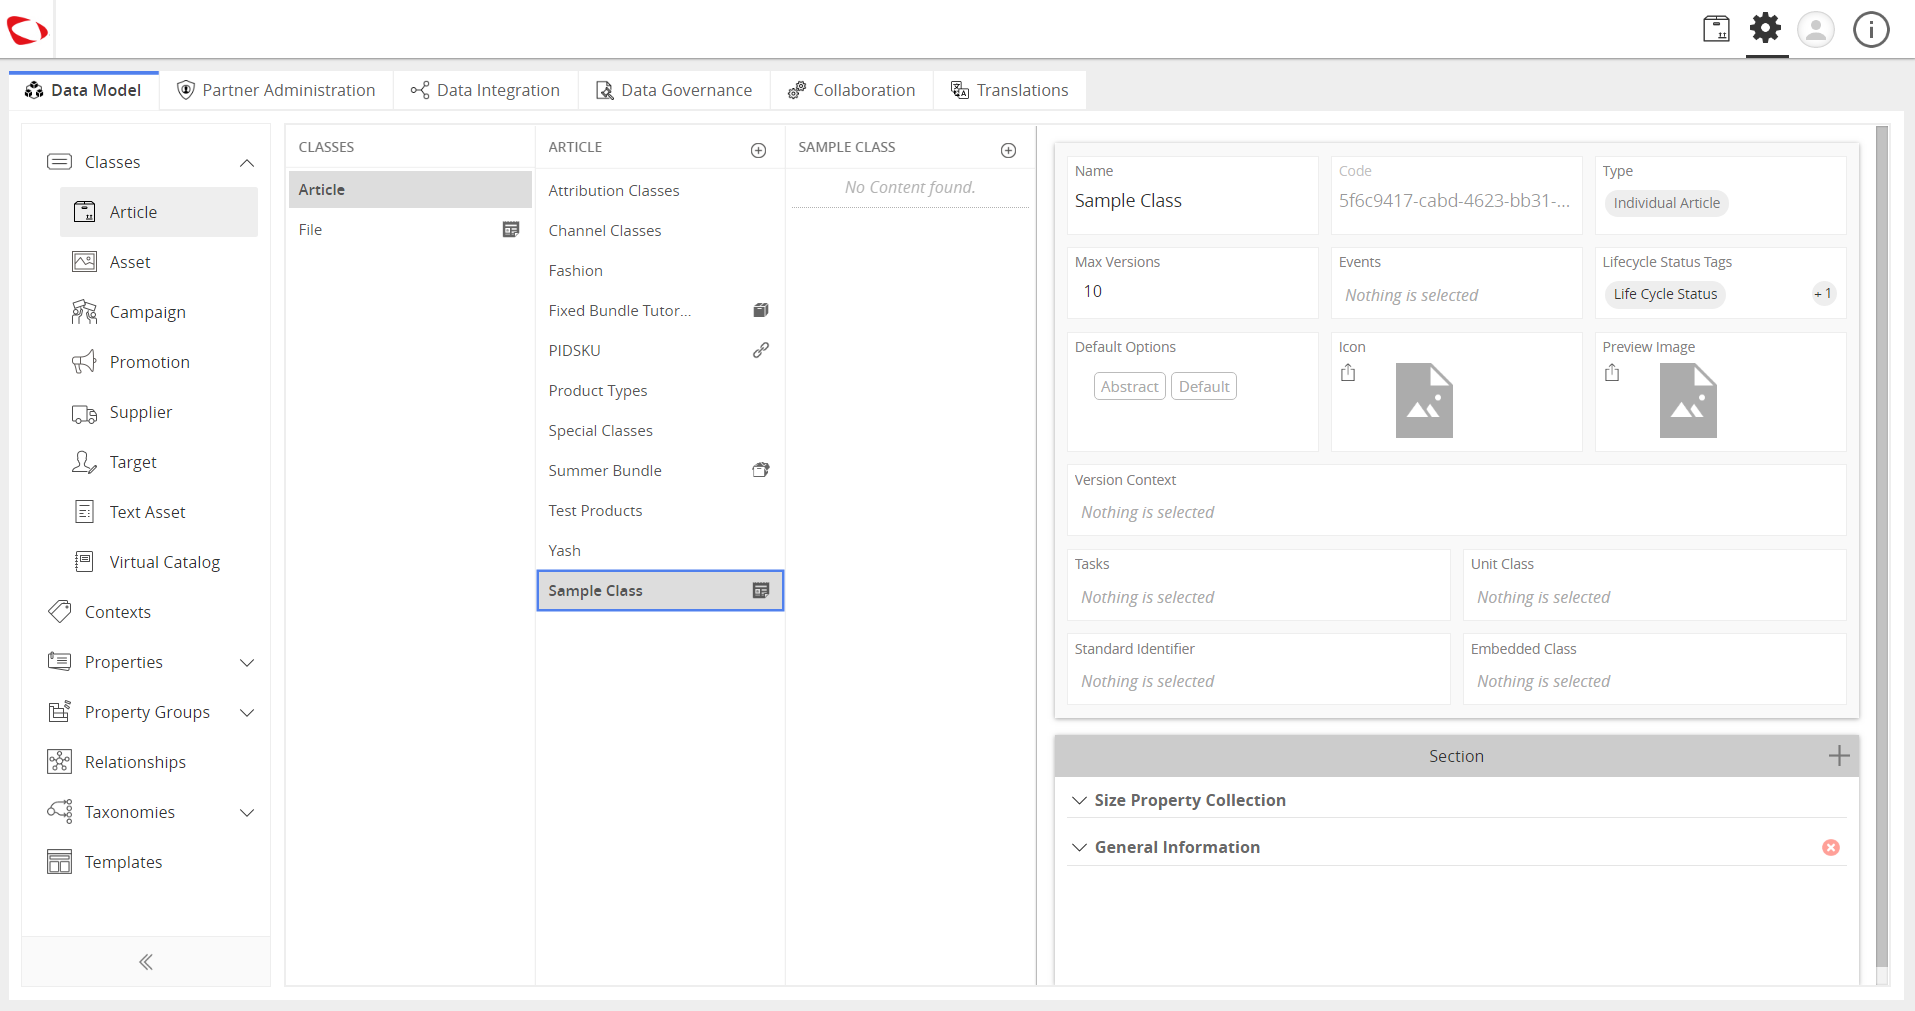 Data Model
Partner Administration
Data Integration
Data Governance
Collaboration
Translations
Classes
Article
Asset
Campaign
Promotion
Supplier
Target
Text Asset
Virtual Catalog
Contexts
Properties
Property Groups
Relationships
Taxonomies
Templates
CLASSES
Article
File
ARTICLE
Attribution Classes
Channel Classes
Fashion
Fixed Bundle Tutor...
PIDSKU
Product Types
Special Classes
Summer Bundle
Test Products
Yash
Sample Class
SAMPLE CLASS
No Content found.
Name
Sample Class
Code
5f6c9417-cabd-4623-bb31-...
Type
Individual Article
Max Versions
10
Events
Nothing is selected
Lifecycle Status Tags
Life Cycle Status
+1
Default Options
Abstract
Default
Icon
Preview Image
Version Context
Nothing is selected
Tasks
Nothing is selected
Unit Class
Nothing is selected
Standard Identifier
Nothing is selected
Embedded Class
Nothing is selected
Section
Size Property Collection
General Information